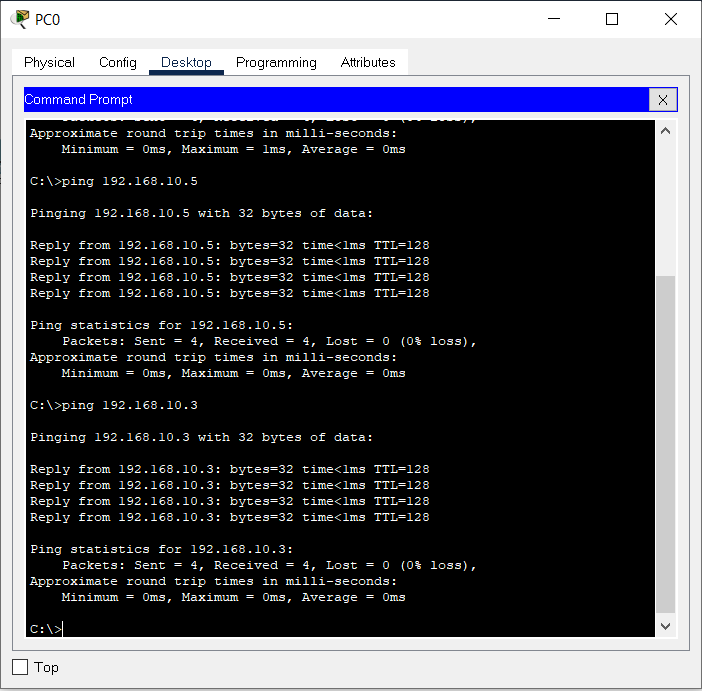 PC0
Physical Config Desktop Programming Attributes
Command Prompt X
Packets: Sent = 4, Received = 4, Lost = 0 (0% loss),
Approximate round trip times in milli-seconds:
Minimum = 0ms, Maximum = 1ms, Average = 0ms
C:\>ping 192.168.10.5
Pinging 192.168.10.5 with 32 bytes of data:
Reply from 192.168.10.5: bytes=32 time<1ms TTL=128
Reply from 192.168.10.5: bytes=32 time<1ms TTL=128
Reply from 192.168.10.5: bytes=32 time<1ms TTL=128
Reply from 192.168.10.5: bytes=32 time<1ms TTL=128
Ping statistics for 192.168.10.5:
Packets: Sent = 4, Received = 4, Lost = 0 (0% loss),
Approximate round trip times in milli-seconds:
Minimum = 0ms, Maximum = 0ms, Average = 0ms
C:\>ping 192.168.10.3
Pinging 192.168.10.3 with 32 bytes of data:
Reply from 192.168.10.3: bytes=32 time<1ms TTL=128
Reply from 192.168.10.3: bytes=32 time<1ms TTL=128
Reply from 192.168.10.3: bytes=32 time<1ms TTL=128
Reply from 192.168.10.3: bytes=32 time<1ms TTL=128
Ping statistics for 192.168.10.3:
Packets: Sent = 4, Received = 4, Lost = 0 (0% loss),
Approximate round trip times in milli-seconds:
Minimum = 0ms, Maximum = 0ms, Average = 0ms
C:\>
Top